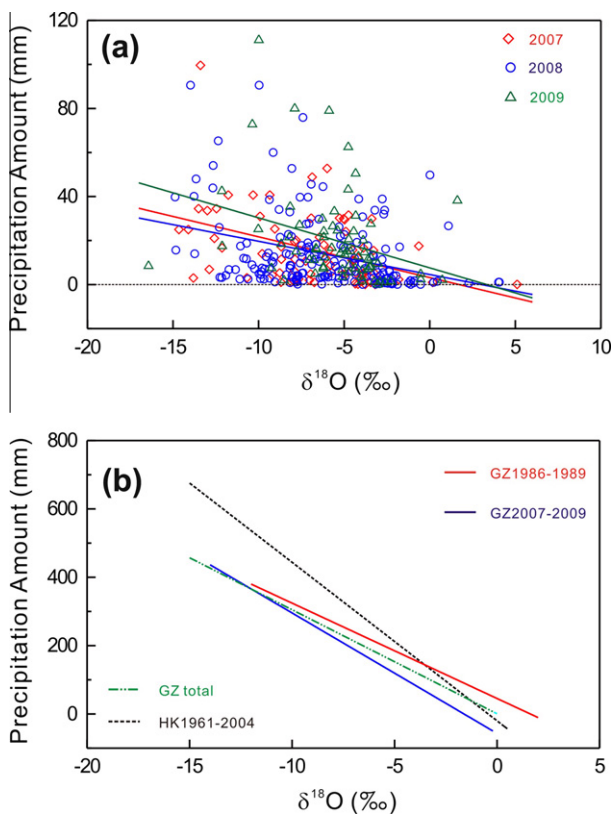 (a)
2007
2008
2009
Precipitation Amount (mm)
120
80
40
0
-20 -15 -10 -5 0 5 10
δ¹⁸O (‰)
(b)
GZ1986-1989
GZ2007-2009
GZ total
HK1961-2004
Precipitation Amount (mm)
800
600
400
200
0
-20 -15 -10 -5 0 5
δ¹⁸O (‰)